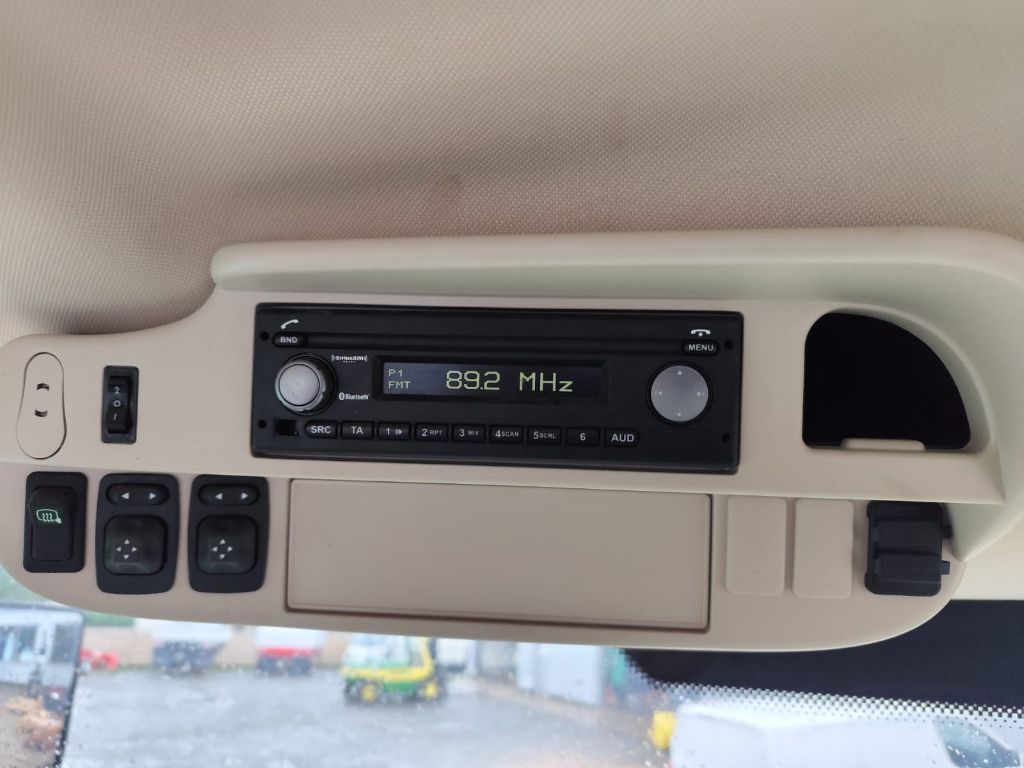 BND
MENU
((SiriusXM))
P1
FMT
89.2 MHz
Bluetooth
SRC
TA
1
2 RPT
3 MIX
4 SCAN
5 SCRL
6
AUD
2
O
I